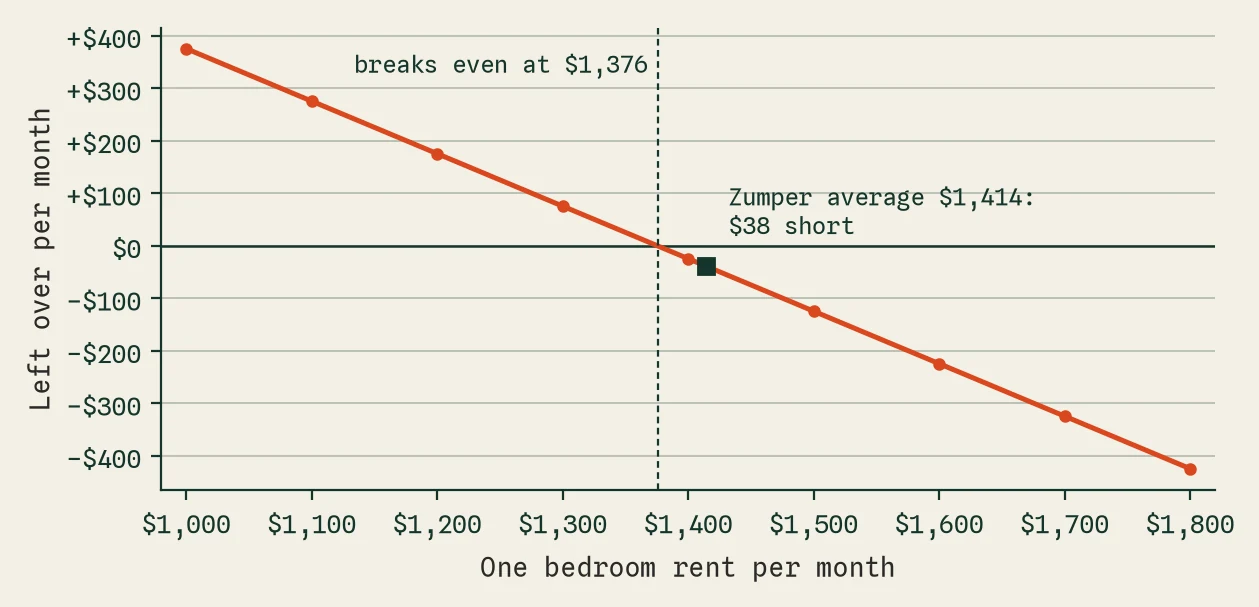 +$400
+$300
+$200
+$100
$0
−$100
−$200
−$300
−$400
Left over per month
breaks even at $1,376
Zumper average $1,414:
$38 short
$1,000 $1,100 $1,200 $1,300 $1,400 $1,500 $1,600 $1,700 $1,800
One bedroom rent per month